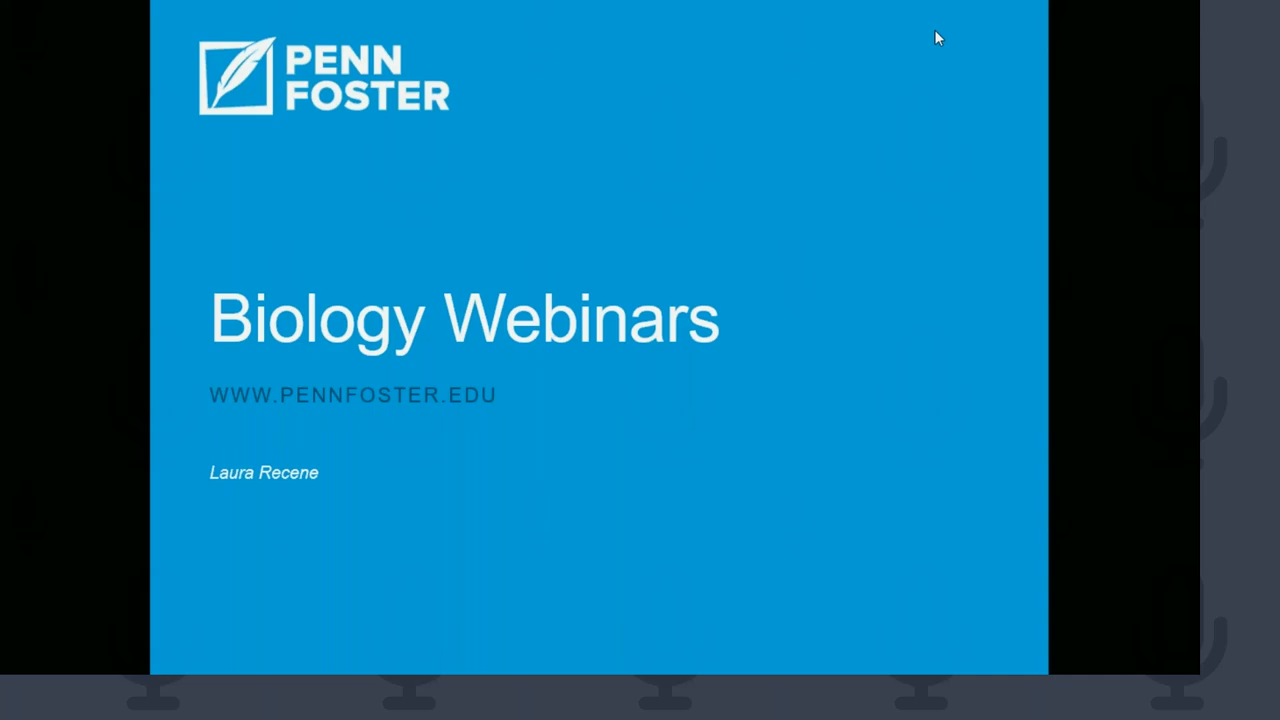 PENN
FOSTER
Biology Webinars
WWW.PENNFOSTER.EDU
Laura Recene